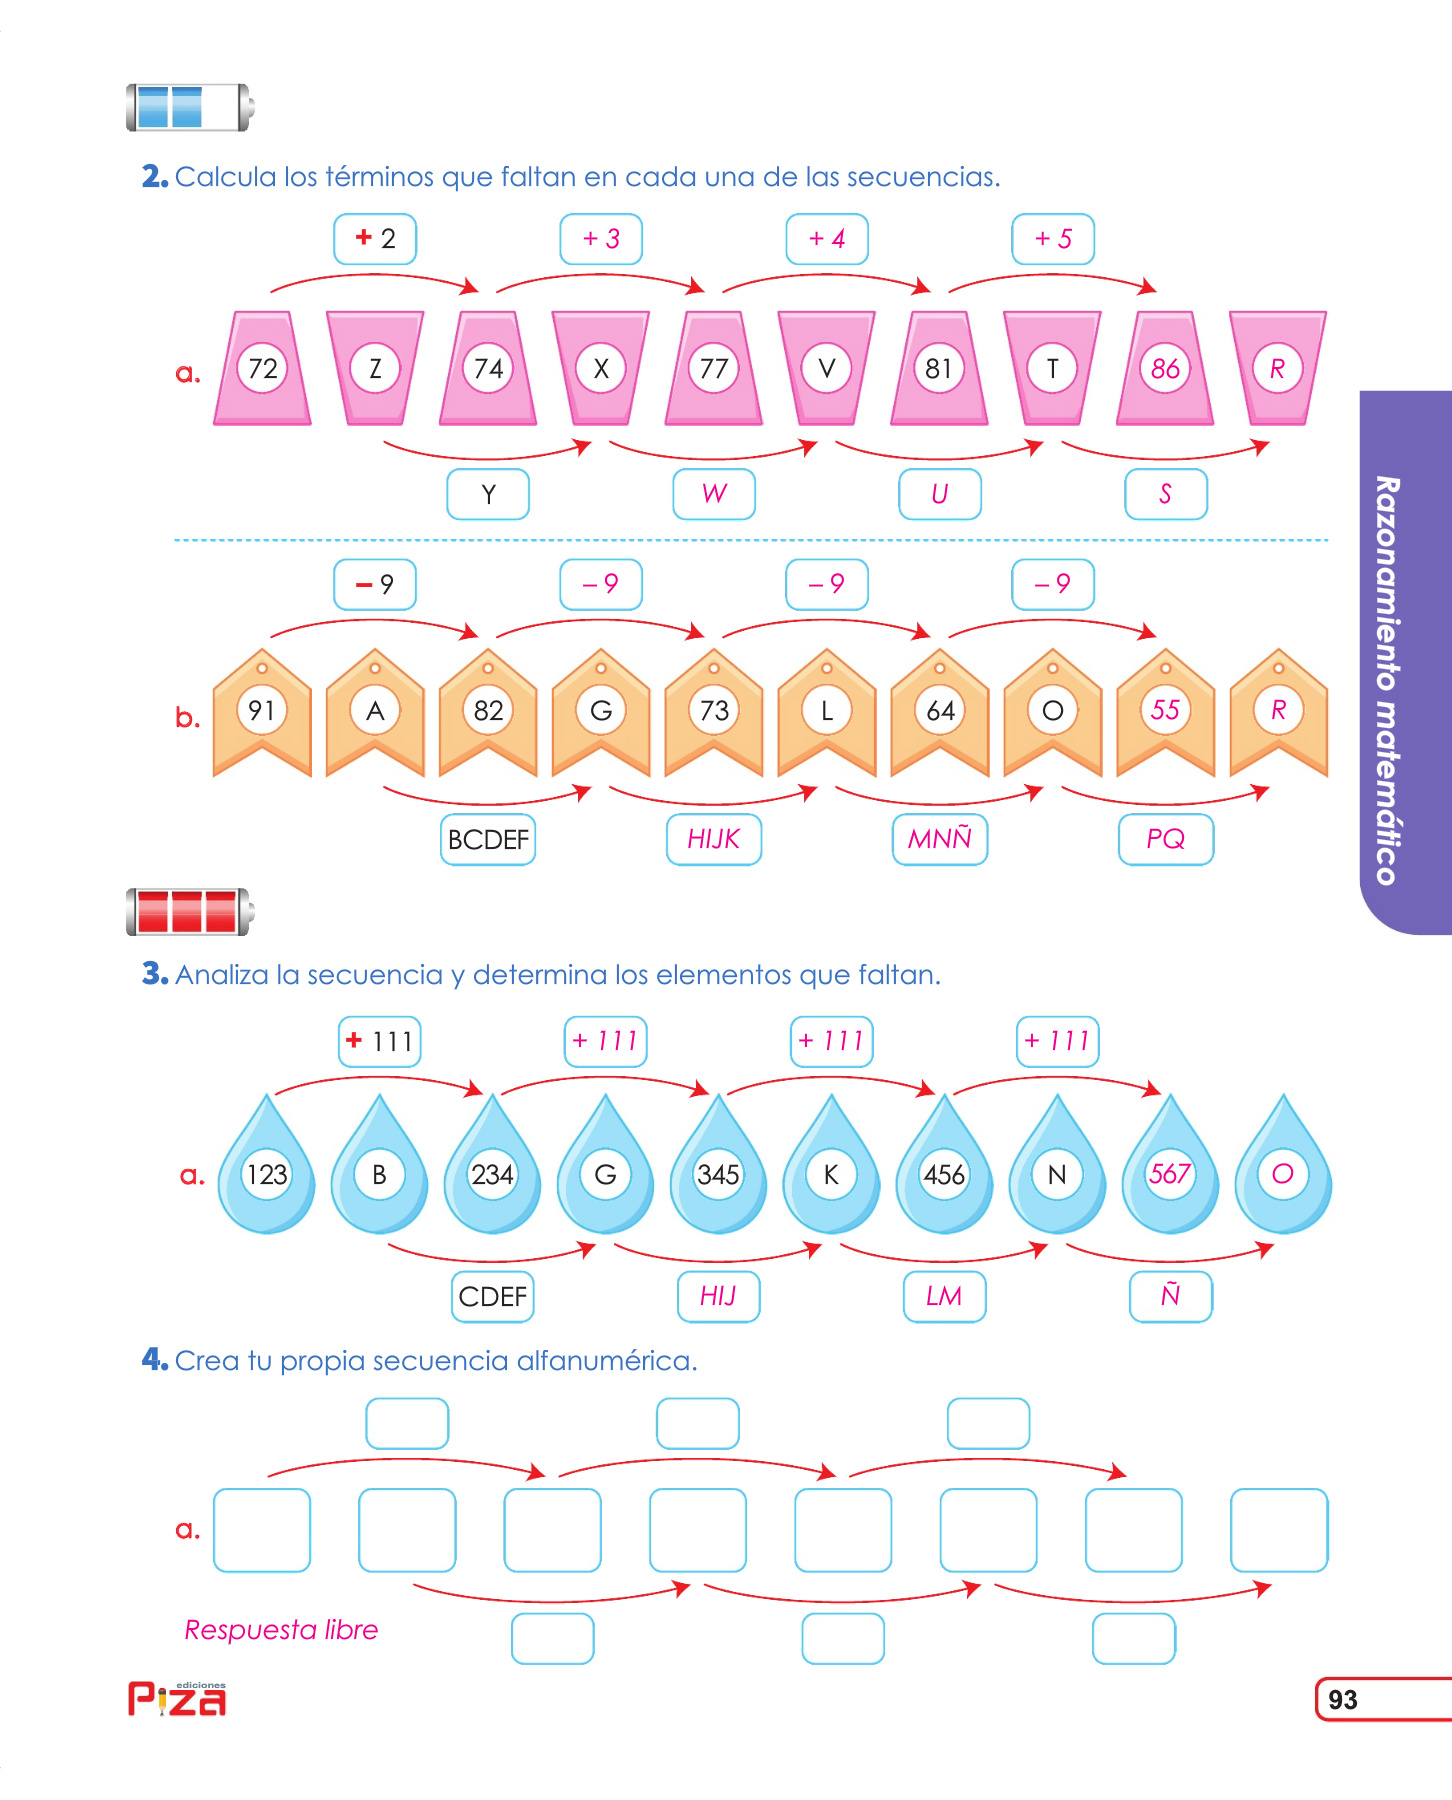 2. Calcula los términos que faltan en cada una de las secuencias.
+ 2 + 3 + 4 + 5
a. 72 Z 74 X 77 V 81 T 86 R
Y W U S
– 9 – 9 – 9 – 9
b. 91 A 82 G 73 L 64 O 55 R
BCDEF HIJK MNÑ PQ
3. Analiza la secuencia y determina los elementos que faltan.
+ 111 + 111 + 111 + 111
a. 123 B 234 G 345 K 456 N 567 O
CDEF HIJ LM Ñ
4. Crea tu propia secuencia alfanumérica.
a.
Respuesta libre
Razonamiento matemático
ediciones
Piza
93